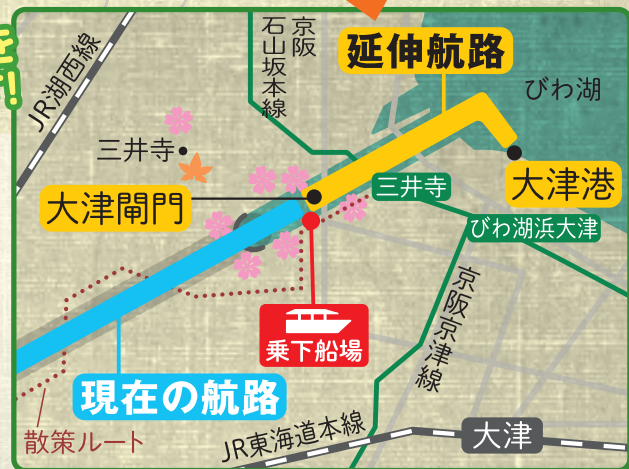 を
!
京阪
石山坂本線
延伸航路
JR湖西線
びわ湖
三井寺
三井寺
大津港
大津閘門
びわ湖浜大津
京阪京津線
乗下船場
現在の航路
散策ルート
JR東海道本線
大津